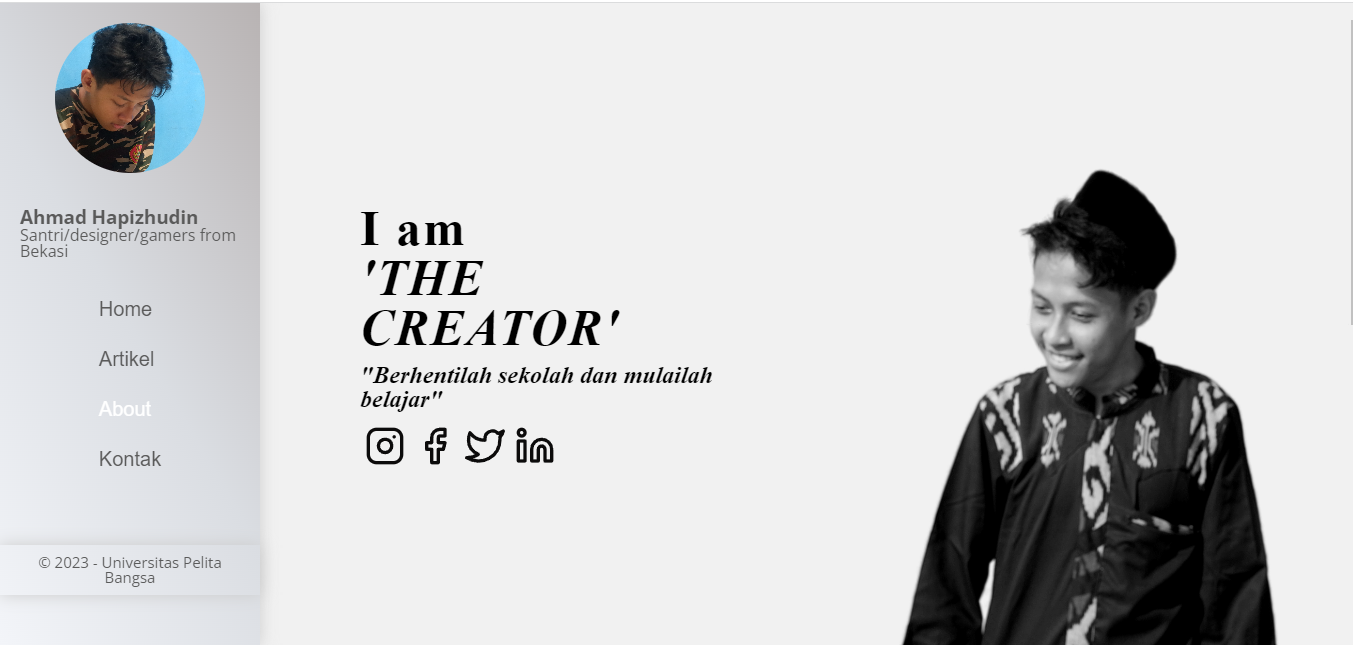 Ahmad Hapizhudin
Santri/designer/gamers from
Bekasi
Home
Artikel
About
Kontak
© 2023 - Universitas Pelita
Bangsa
I am
'THE
CREATOR'
"Berhentilah sekolah dan mulailah
belajar"